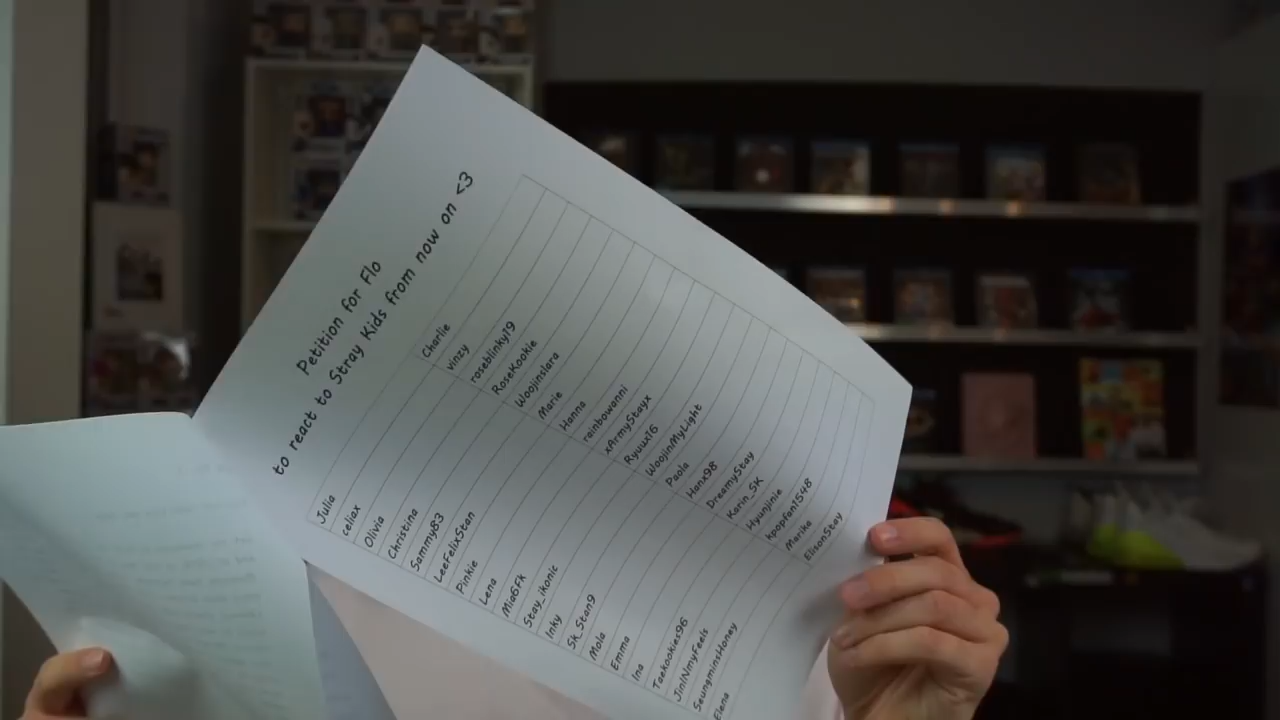 Petition for Flo
to react to Stray Kids from now on <3
Julia
Charlie
celiax
vinzy
Olivia
roseblinky19
Christina
RoseKookie
Sammy83
Woojinslara
LeeFelixStan
Marie
Pinkie
Hanna
Lena
rainbowanni
Mia6Fk
xArmyStayx
Stay_ikonic
Ryuux16
Inky
WoojinMyLight
Sk_Stan9
Paola
Mola
Hanx98
Emma
DreamyStay
Ina
Karin_SK
Taekookies96
Hyunjinie
JiniNmyFeels
kpopfan1548
SeungminsHoney
Marika
Elena
ElisonStay